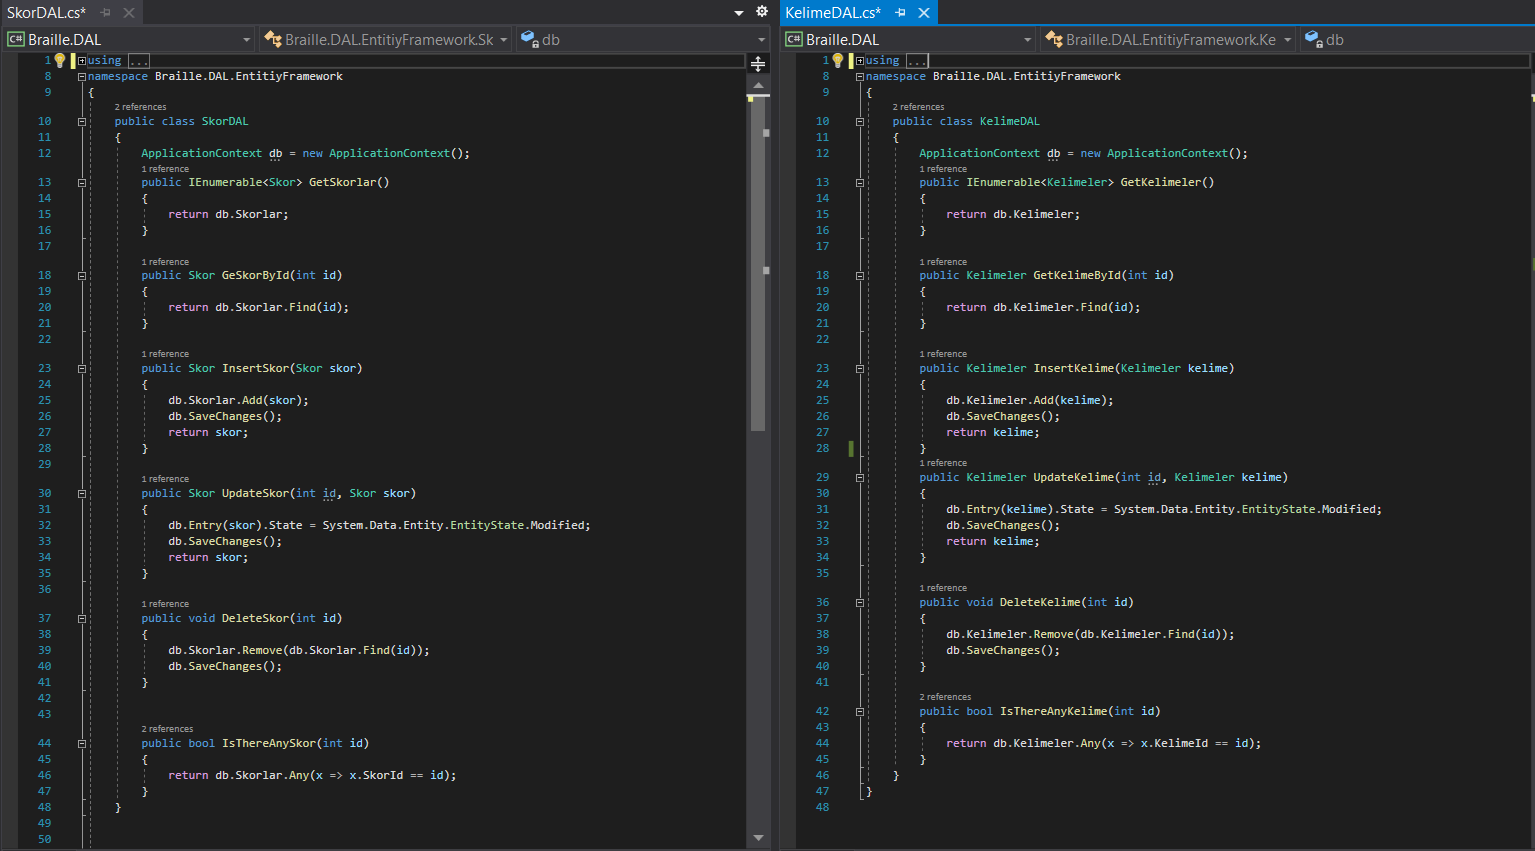 SkorDAL.cs*
Braille.DAL
Braille.DAL.EntitiyFramework.Sk
db
1 using ...
8 namespace Braille.DAL.EntitiyFramework
9 {
2 references
10 public class SkorDAL
11 {
12 ApplicationContext db = new ApplicationContext();
1 reference
13 public IEnumerable<Skor> GetSkorlar()
14 {
15 return db.Skorlar;
16 }
17
1 reference
18 public Skor GeSkorById(int id)
19 {
20 return db.Skorlar.Find(id);
21 }
22
1 reference
23 public Skor InsertSkor(Skor skor)
24 {
25 db.Skorlar.Add(skor);
26 db.SaveChanges();
27 return skor;
28 }
29
1 reference
30 public Skor UpdateSkor(int id, Skor skor)
31 {
32 db.Entry(skor).State = System.Data.Entity.EntityState.Modified;
33 db.SaveChanges();
34 return skor;
35 }
36
1 reference
37 public void DeleteSkor(int id)
38 {
39 db.Skorlar.Remove(db.Skorlar.Find(id));
40 db.SaveChanges();
41 }
42
43
2 references
44 public bool IsThereAnySkor(int id)
45 {
46 return db.Skorlar.Any(x => x.SkorId == id);
47 }
48 }
49
50
KelimeDAL.cs*
Braille.DAL
Braille.DAL.EntitiyFramework.Ke
db
1 using ...
8 namespace Braille.DAL.EntitiyFramework
9 {
2 references
10 public class KelimeDAL
11 {
12 ApplicationContext db = new ApplicationContext();
1 reference
13 public IEnumerable<Kelimeler> GetKelimeler()
14 {
15 return db.Kelimeler;
16 }
17
1 reference
18 public Kelimeler GetKelimeById(int id)
19 {
20 return db.Kelimeler.Find(id);
21 }
22
1 reference
23 public Kelimeler InsertKelime(Kelimeler kelime)
24 {
25 db.Kelimeler.Add(kelime);
26 db.SaveChanges();
27 return kelime;
28 }
1 reference
29 public Kelimeler UpdateKelime(int id, Kelimeler kelime)
30 {
31 db.Entry(kelime).State = System.Data.Entity.EntityState.Modified;
32 db.SaveChanges();
33 return kelime;
34 }
35
1 reference
36 public void DeleteKelime(int id)
37 {
38 db.Kelimeler.Remove(db.Kelimeler.Find(id));
39 db.SaveChanges();
40 }
41
2 references
42 public bool IsThereAnyKelime(int id)
43 {
44 return db.Kelimeler.Any(x => x.KelimeId == id);
45 }
46 }
47 }
48